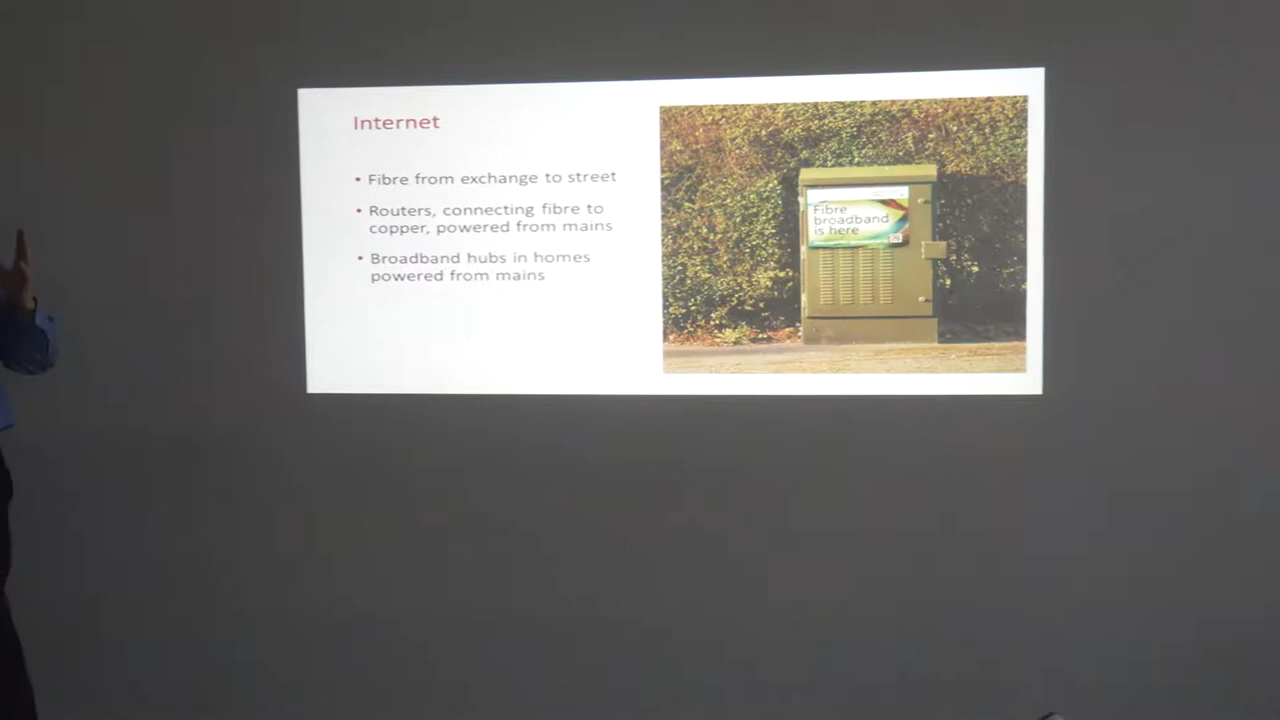 Internet
• Fibre from exchange to street
• Routers, connecting fibre to
copper, powered from mains
• Broadband hubs in homes
powered from mains
Fibre
broadband
is here